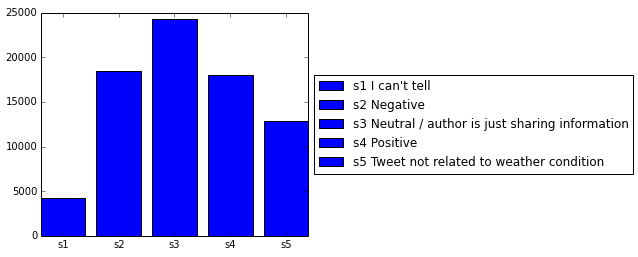 25000
20000
15000
10000
5000
0
s1 s2 s3 s4 s5
s1 I can't tell
s2 Negative
s3 Neutral / author is just sharing information
s4 Positive
s5 Tweet not related to weather condition